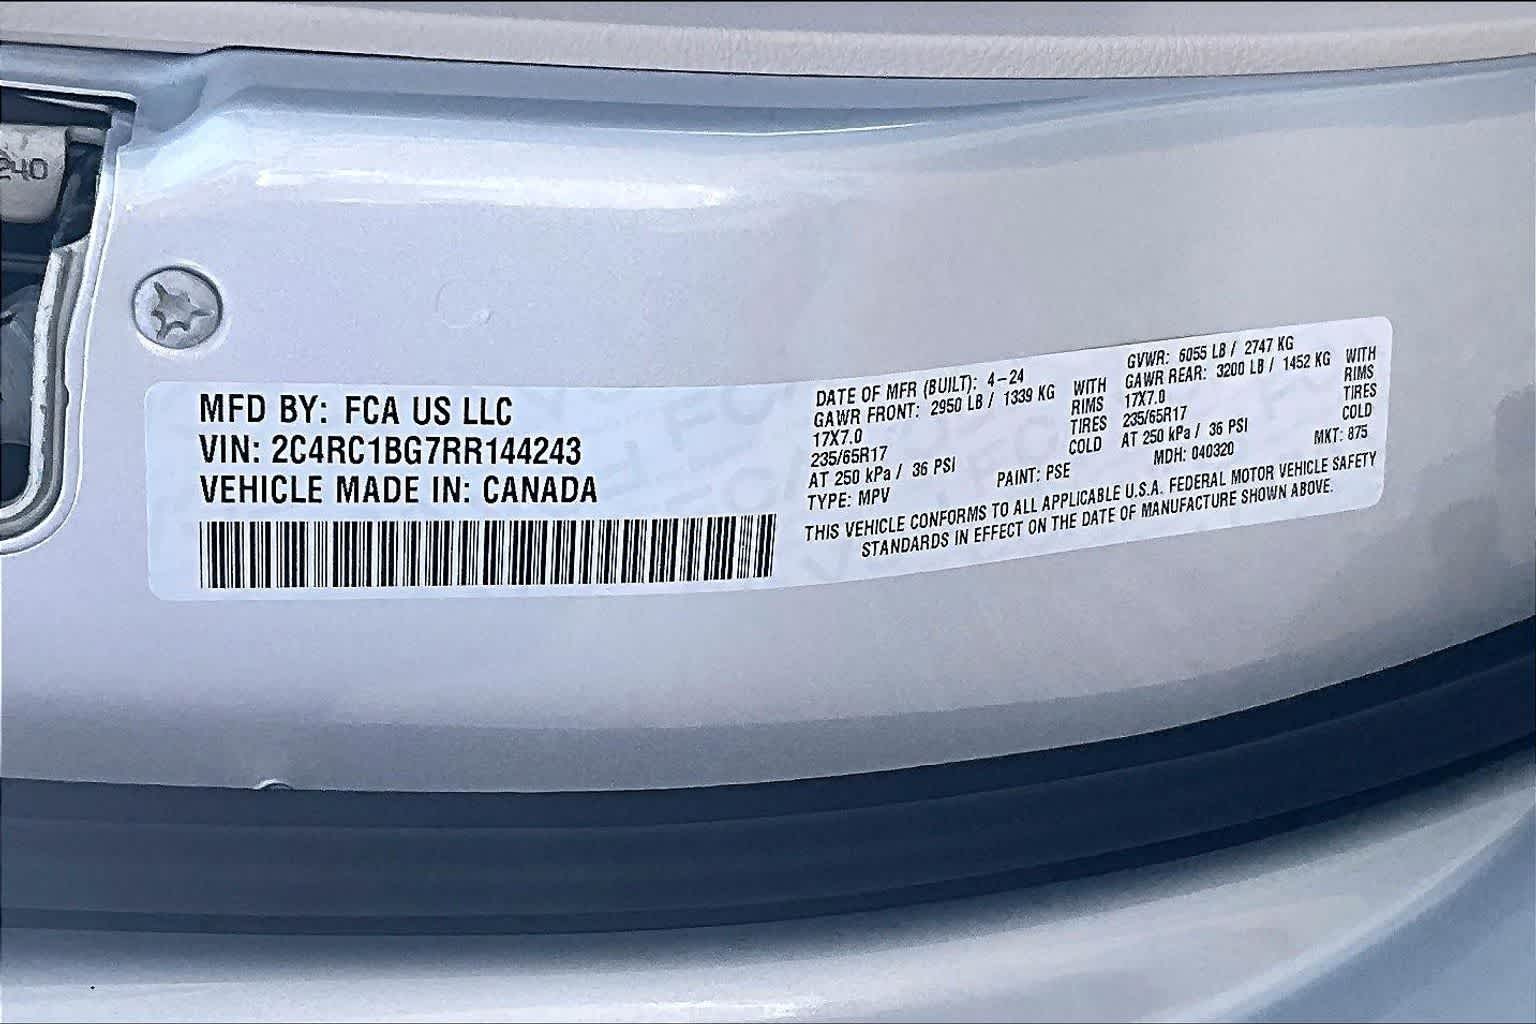 240
MFD BY: FCA US LLC
VIN: 2C4RC1BG7RR144243
VEHICLE MADE IN: CANADA
DATE OF MFR (BUILT): 4-24
GAWR FRONT: 2950 LB / 1339 KG WITH
17X7.0 RIMS
235/65R17 TIRES
AT 250 kPa / 36 PSI COLD
TYPE: MPV PAINT: PSE
GVWR: 6055 LB / 2747 KG
GAWR REAR: 3200 LB / 1452 KG WITH
17X7.0 RIMS
235/65R17 TIRES
AT 250 kPa / 36 PSI COLD
MDH: 040320 MKT: 875
THIS VEHICLE CONFORMS TO ALL APPLICABLE U.S.A. FEDERAL MOTOR VEHICLE SAFETY
STANDARDS IN EFFECT ON THE DATE OF MANUFACTURE SHOWN ABOVE.